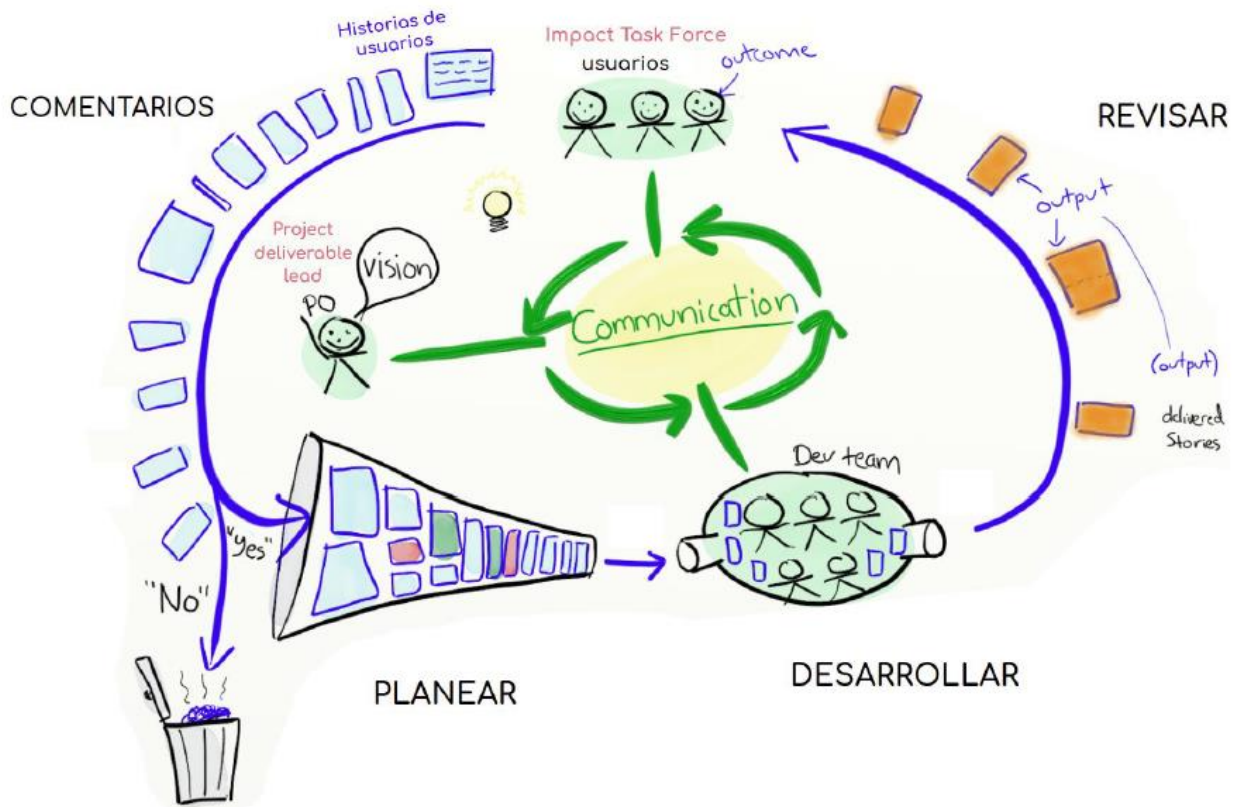 Historias de
usuarios
Impact Task Force
usuarios
outcome
COMENTARIOS
REVISAR
output
Project
deliverable
lead
vision
PO
Communication
(output)
delivered
Stories
Dev team
"yes"
"No"
PLANEAR
DESARROLLAR